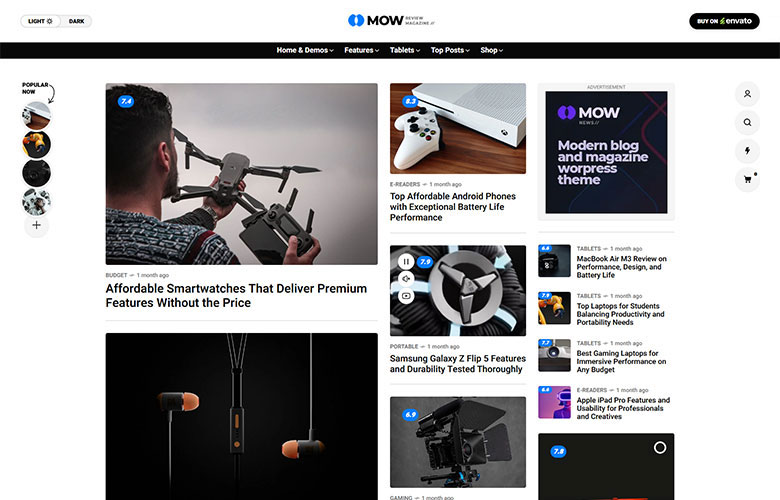 LIGHT DARK
MOW REVIEW MAGAZINE //
BUY ON envato
Home & Demos Features Tablets Top Posts Shop
POPULAR NOW
7.4
BUDGET 1 month ago
Affordable Smartwatches That Deliver Premium
Features Without the Price
8.3
E-READERS 1 month ago
Top Affordable Android Phones
with Exceptional Battery Life
Performance
7.9
PORTABLE 1 month ago
Samsung Galaxy Z Flip 5 Features
and Durability Tested Thoroughly
6.9
GAMING 1 month ago
ADVERTISEMENT
MOW
NEWS //
Modern blog
and magazine
worpress
theme
6.6
TABLETS 1 month ago
MacBook Air M3 Review on
Performance, Design, and
Battery Life
7.9
TABLETS 1 month ago
Top Laptops for Students
Balancing Productivity and
Portability Needs
7.7
TABLETS 1 month ago
Best Gaming Laptops for
Immersive Performance on
Any Budget
E-READERS 1 month ago
Apple iPad Pro Features and
Usability for Professionals
and Creatives
7.8